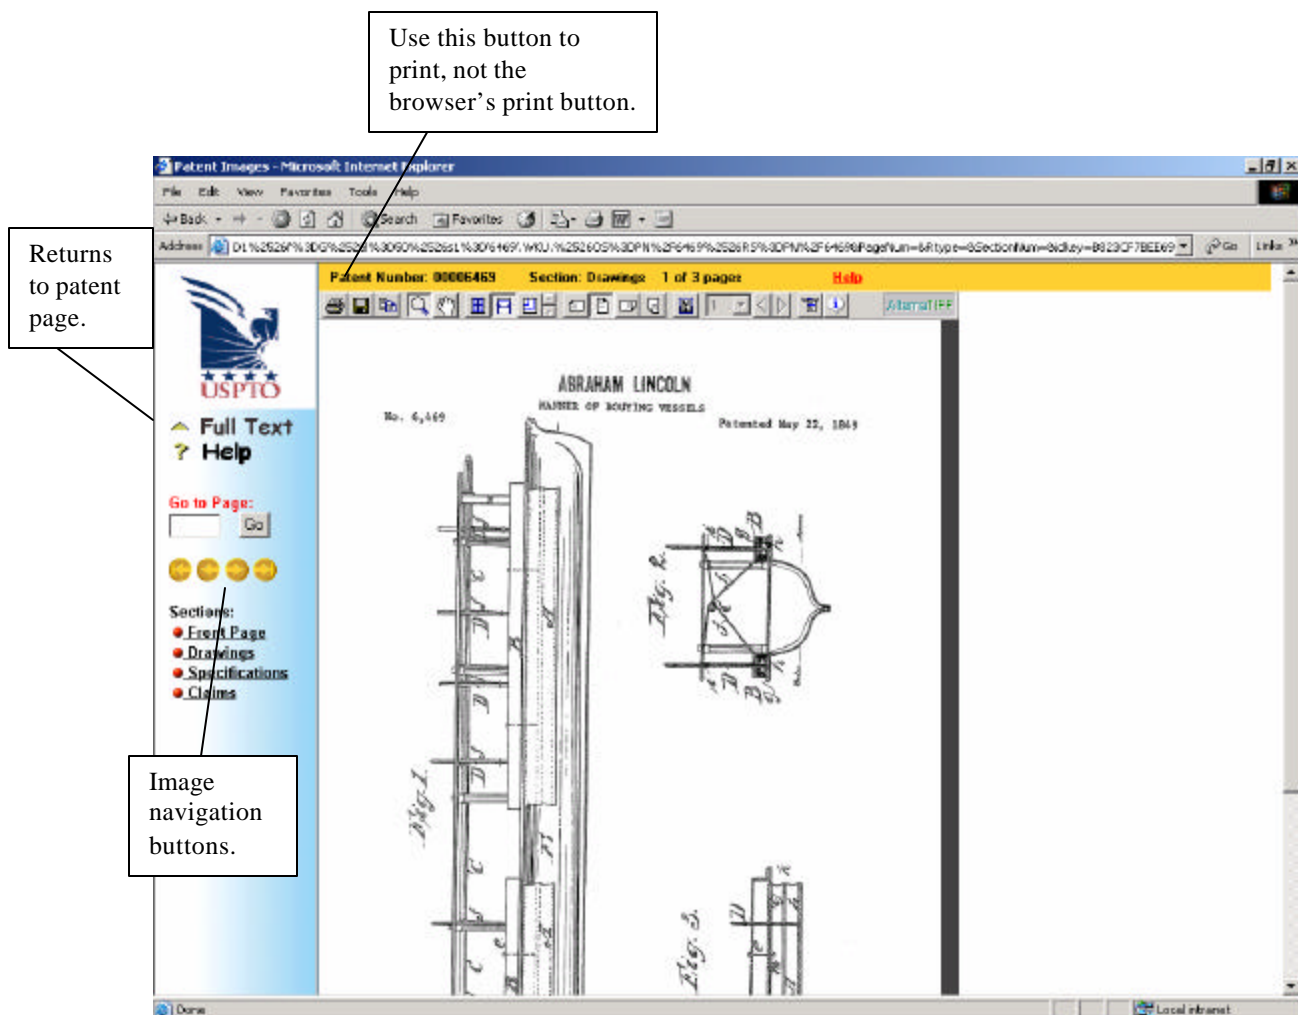 Use this button to
print, not the
browser's print button.
Patent Images - Microsoft Internet Explorer
File Edit View Favorites Tools Help
Back Search Favorites
Address
Go Links
Returns
to patent
page.
Patent Number: 00006469 Section: Drawings 1 of 3 pages Help
AlternaTIFF
USPTO
ABRAHAM LINCOLN
MANNER OF BOUYING VESSELS
No. 6,469
Patented May 22, 1849
Full Text
? Help
Go to Page:
Go
Sections:
Front Page
Drawings
Specifications
Claims
Fig. 2.
Fig. 1.
Fig. 3.
Image
navigation
buttons.
Done
Local intranet